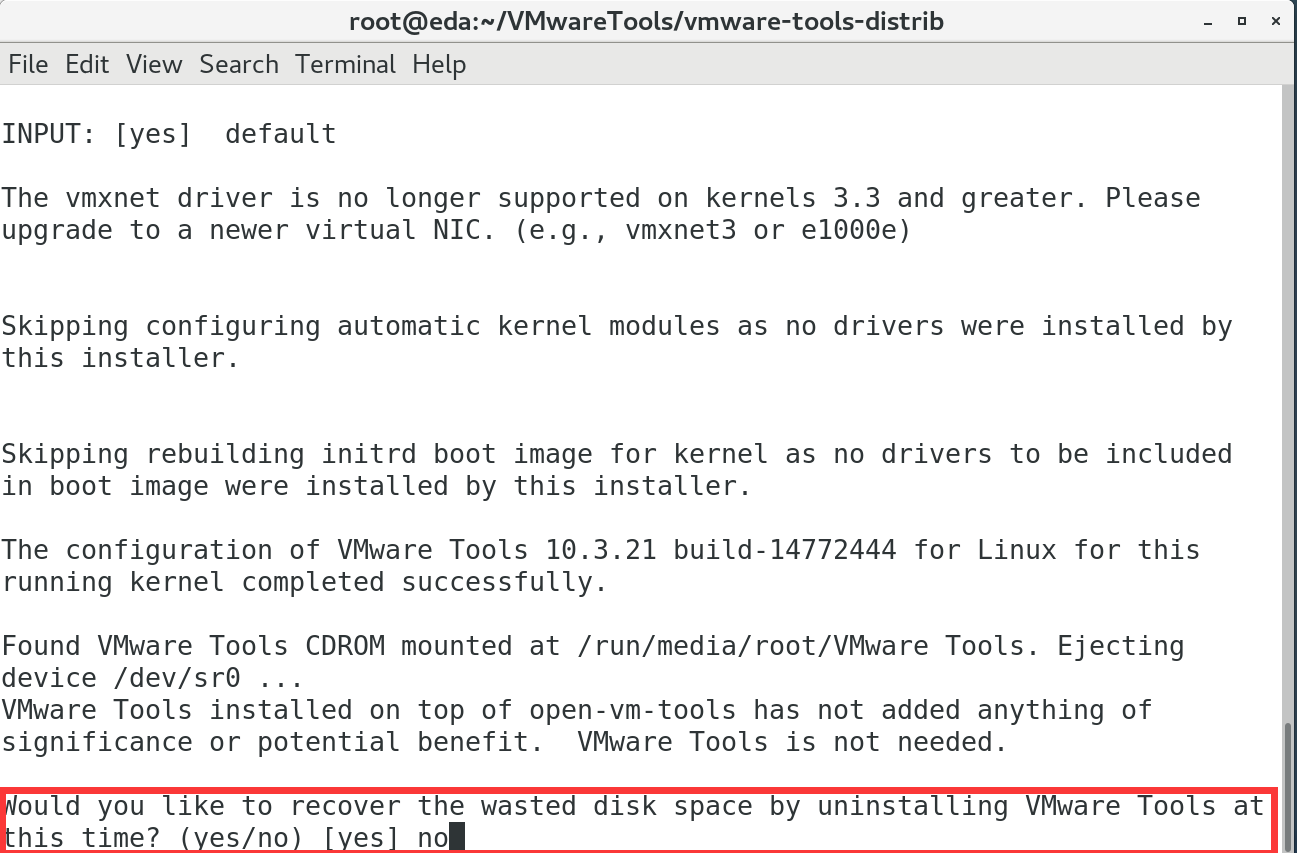 root@eda:~/VMwareTools/vmware-tools-distrib
File Edit View Search Terminal Help
INPUT: [yes]  default
The vmxnet driver is no longer supported on kernels 3.3 and greater. Please
upgrade to a newer virtual NIC. (e.g., vmxnet3 or e1000e)
Skipping configuring automatic kernel modules as no drivers were installed by
this installer.
Skipping rebuilding initrd boot image for kernel as no drivers to be included
in boot image were installed by this installer.
The configuration of VMware Tools 10.3.21 build-14772444 for Linux for this
running kernel completed successfully.
Found VMware Tools CDROM mounted at /run/media/root/VMware Tools. Ejecting
device /dev/sr0 ...
VMware Tools installed on top of open-vm-tools has not added anything of
significance or potential benefit.  VMware Tools is not needed.
Would you like to recover the wasted disk space by uninstalling VMware Tools at
this time? (yes/no) [yes] no